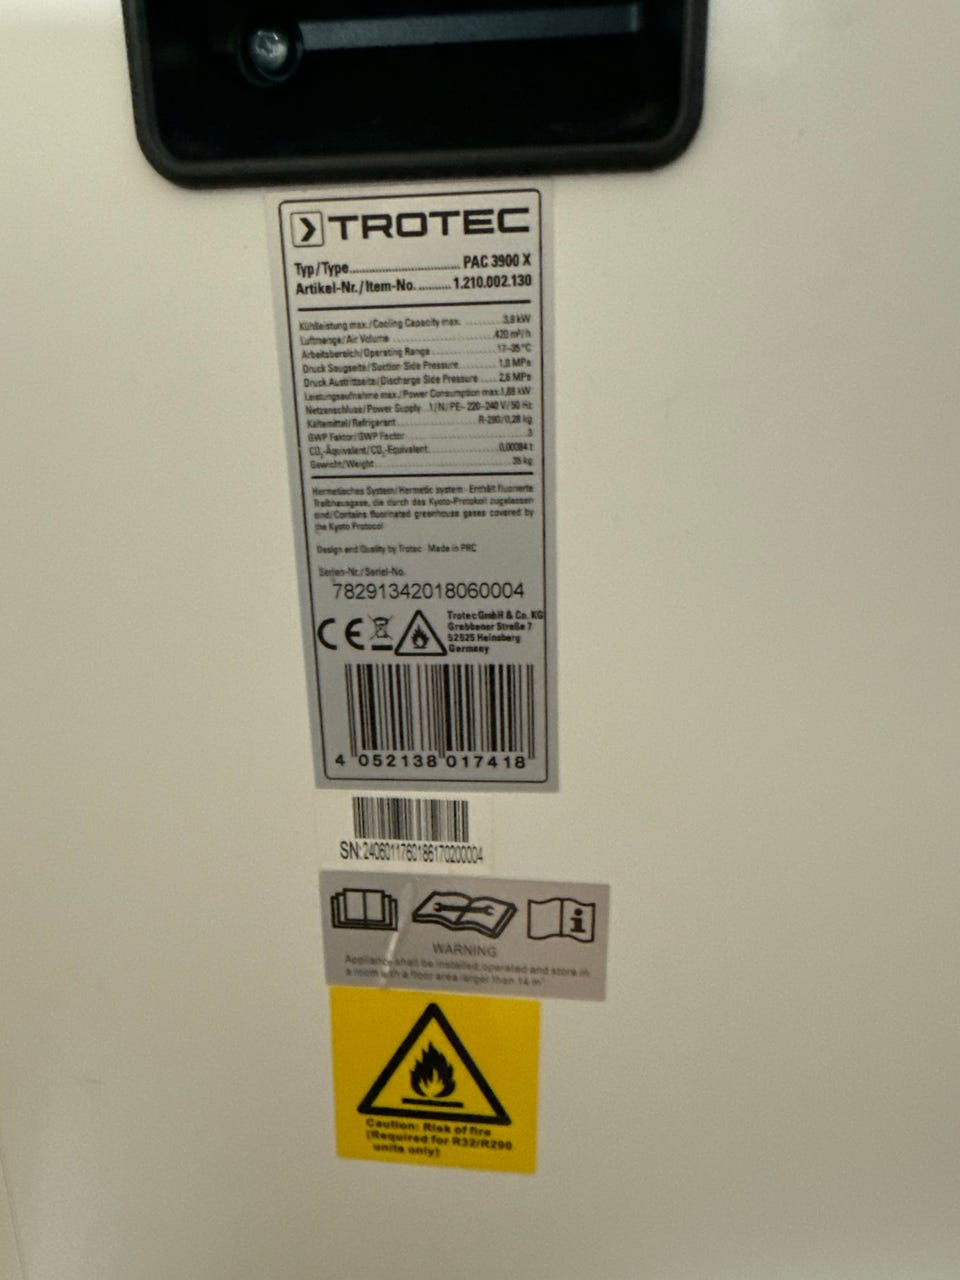 TROTEC
Typ/Type.......................... PAC 3900 X
Artikel-Nr./Item-No. .......... 1.210.002.130
Kühlleistung max./Cooling Capacity max. .......... 3,9 kW
Luftmenge/Air Volume .......... 420 m³/h
Arbeitsbereich/Operating Range .......... 17–35 °C
Druck Saugseite/Suction Side Pressure .......... MPa
Druck Austrittseite/Discharge Side Pressure ..... 2,6 MPa
Leistungsaufnahme max./Power Consumption max. kW
Netzanschluss/Power Supply 1/N/PE~ 220–240 V/50 Hz
Kältemittel/Refrigerant .......... R-290/0,28 kg
GWP Faktor/GWP Factor .......... 3
CO₂-Äquivalent/CO₂-Equivalent .......... 0,00084 t
Gewicht/Weight .......... 35 kg
Hermetisches System/Hermetic system · Enthält fluorierte
Treibhausgase, die durch das Kyoto-Protokoll zugelassen
sind/Contains fluorinated greenhouse gases covered by
the Kyoto Protocol
Design and Quality by Trotec · Made in PRC
Serien-Nr./Serial-No.
78291342018060004
CE
Trotec GmbH & Co. KG
Grebbener Straße 7
52525 Heinsberg
Germany
4 052138 017418
SN:2406011760186170200004
WARNING
Appliance shall be installed, operated and store in
a room with a floor area larger then 14 m²
Caution: Risk of fire
(Required for R32/R290
units only)